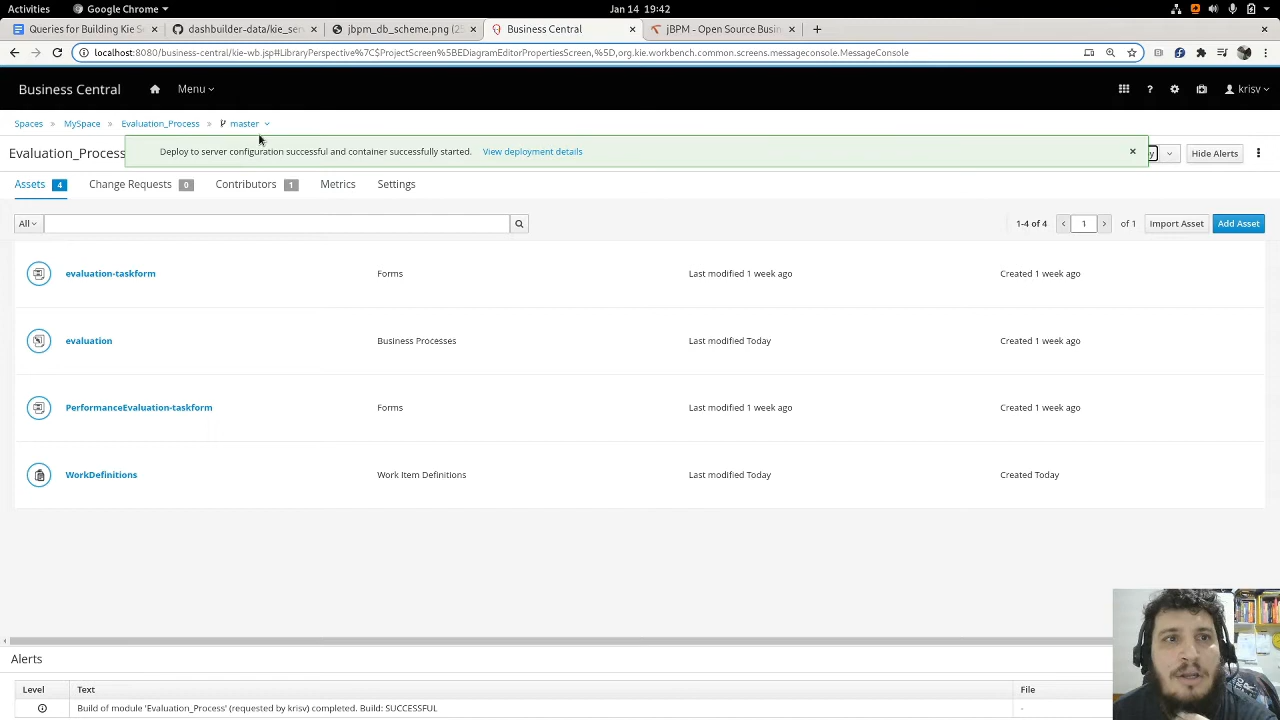 Activities Google Chrome Jan 14 19:42
Queries for Building Kie S dashbuilder-data/kie_serv jbpm_db_scheme.png (2 Business Central jBPM - Open Source Busin
localhost:8080/business-central/kie-wb.jsp#LibraryPerspective%7C$ProjectScreen%5BEDiagramEditorPropertiesScreen,%5D,org.kie.workbench.common.screens.messageconsole.MessageConsole
Business Central Menu krisv
Spaces » MySpace » Evaluation_Process » master
Evaluation_Process Deploy to server configuration successful and container successfully started. View deployment details y Hide Alerts
Assets 4 Change Requests 0 Contributors 1 Metrics Settings
All 1-4 of 4 1 of 1 Import Asset Add Asset
evaluation-taskform Forms Last modified 1 week ago Created 1 week ago
evaluation Business Processes Last modified Today Created 1 week ago
PerformanceEvaluation-taskform Forms Last modified 1 week ago Created 1 week ago
WorkDefinitions Work Item Definitions Last modified Today Created Today
Alerts
Level Text File
Build of module 'Evaluation_Process' (requested by krisv) completed. Build: SUCCESSFUL -